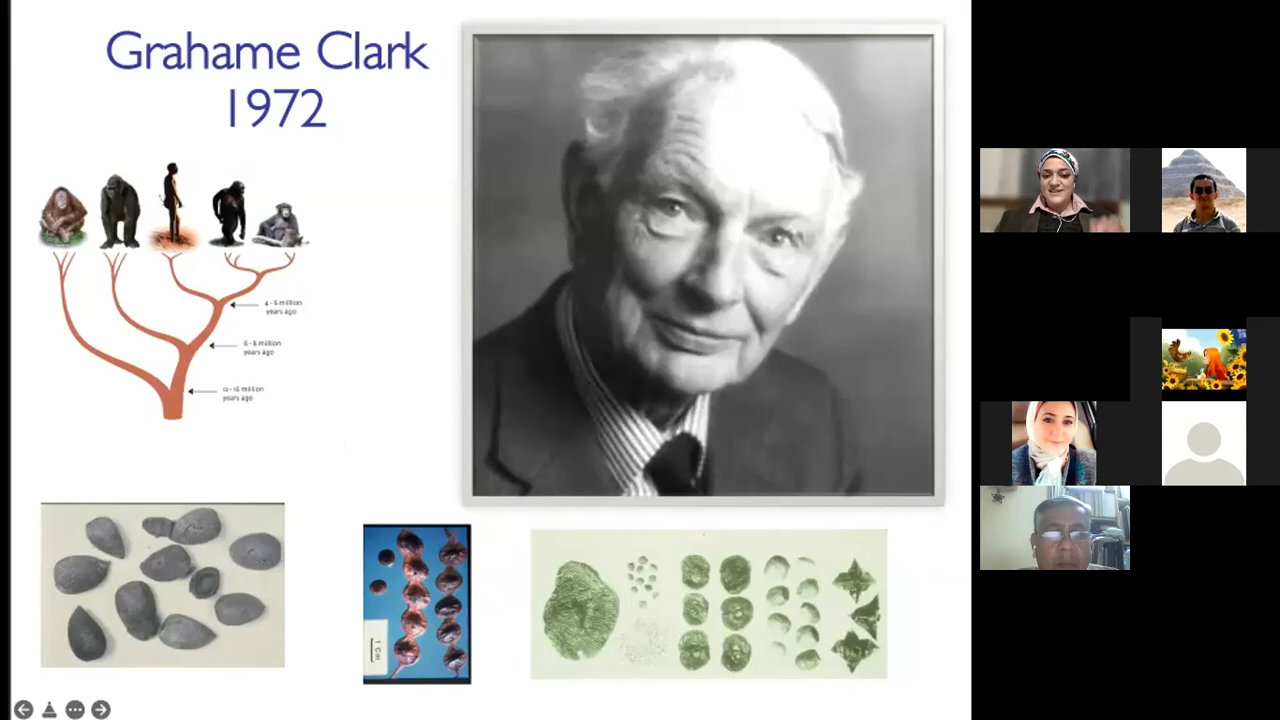 Grahame Clark
1972
4 - 6 million
years ago
6 - 8 million
years ago
12 - 16 million
years ago
1 Cm